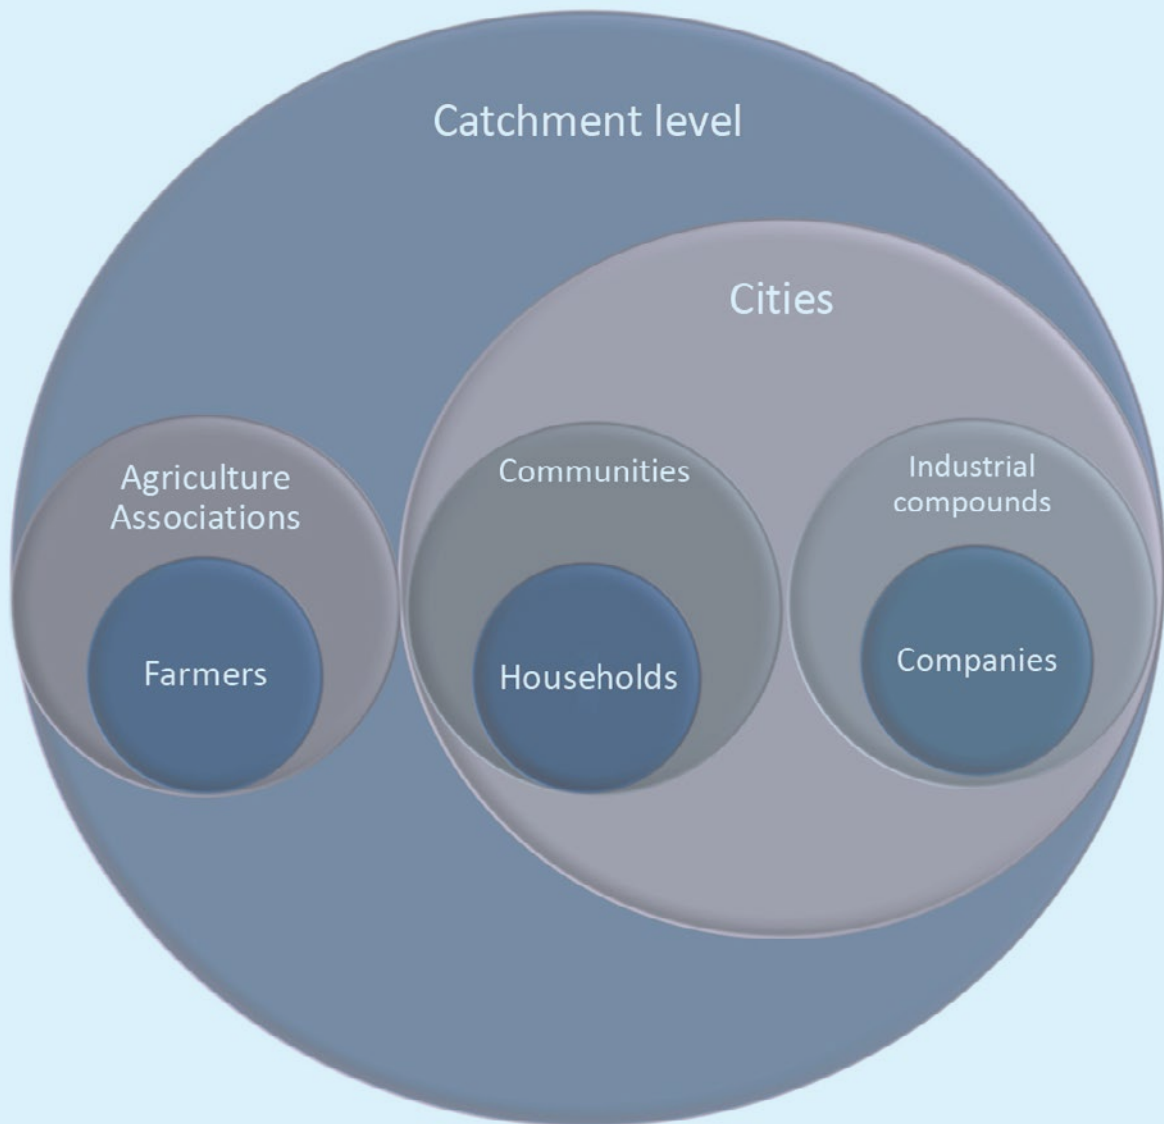 Catchment level
Cities
Agriculture
Associations
Communities
Industrial
compounds
Farmers
Households
Companies